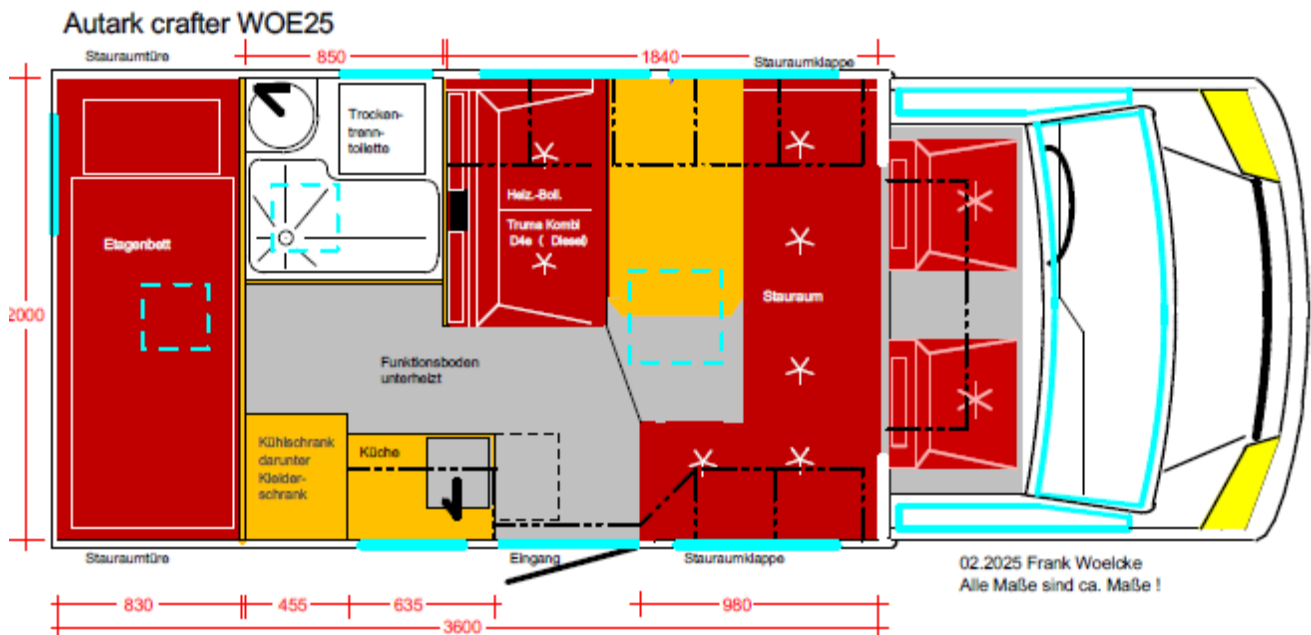 Autark crafter WOE25
Stauraumtüre
850
1840
Stauraumklappe
Trocken-
trenn-
toilette
Heiz.-Boil.
Truma Kombi
D4e ( Diesel)
Etagenbett
2000
Stauraum
Funktionsboden
unterheizt
Kühlschrank
darunter
Kleider-
schrank
Küche
Stauraumtüre
Eingang
Stauraumklappe
02.2025 Frank Woelcke
Alle Maße sind ca. Maße !
830
455
635
980
3600